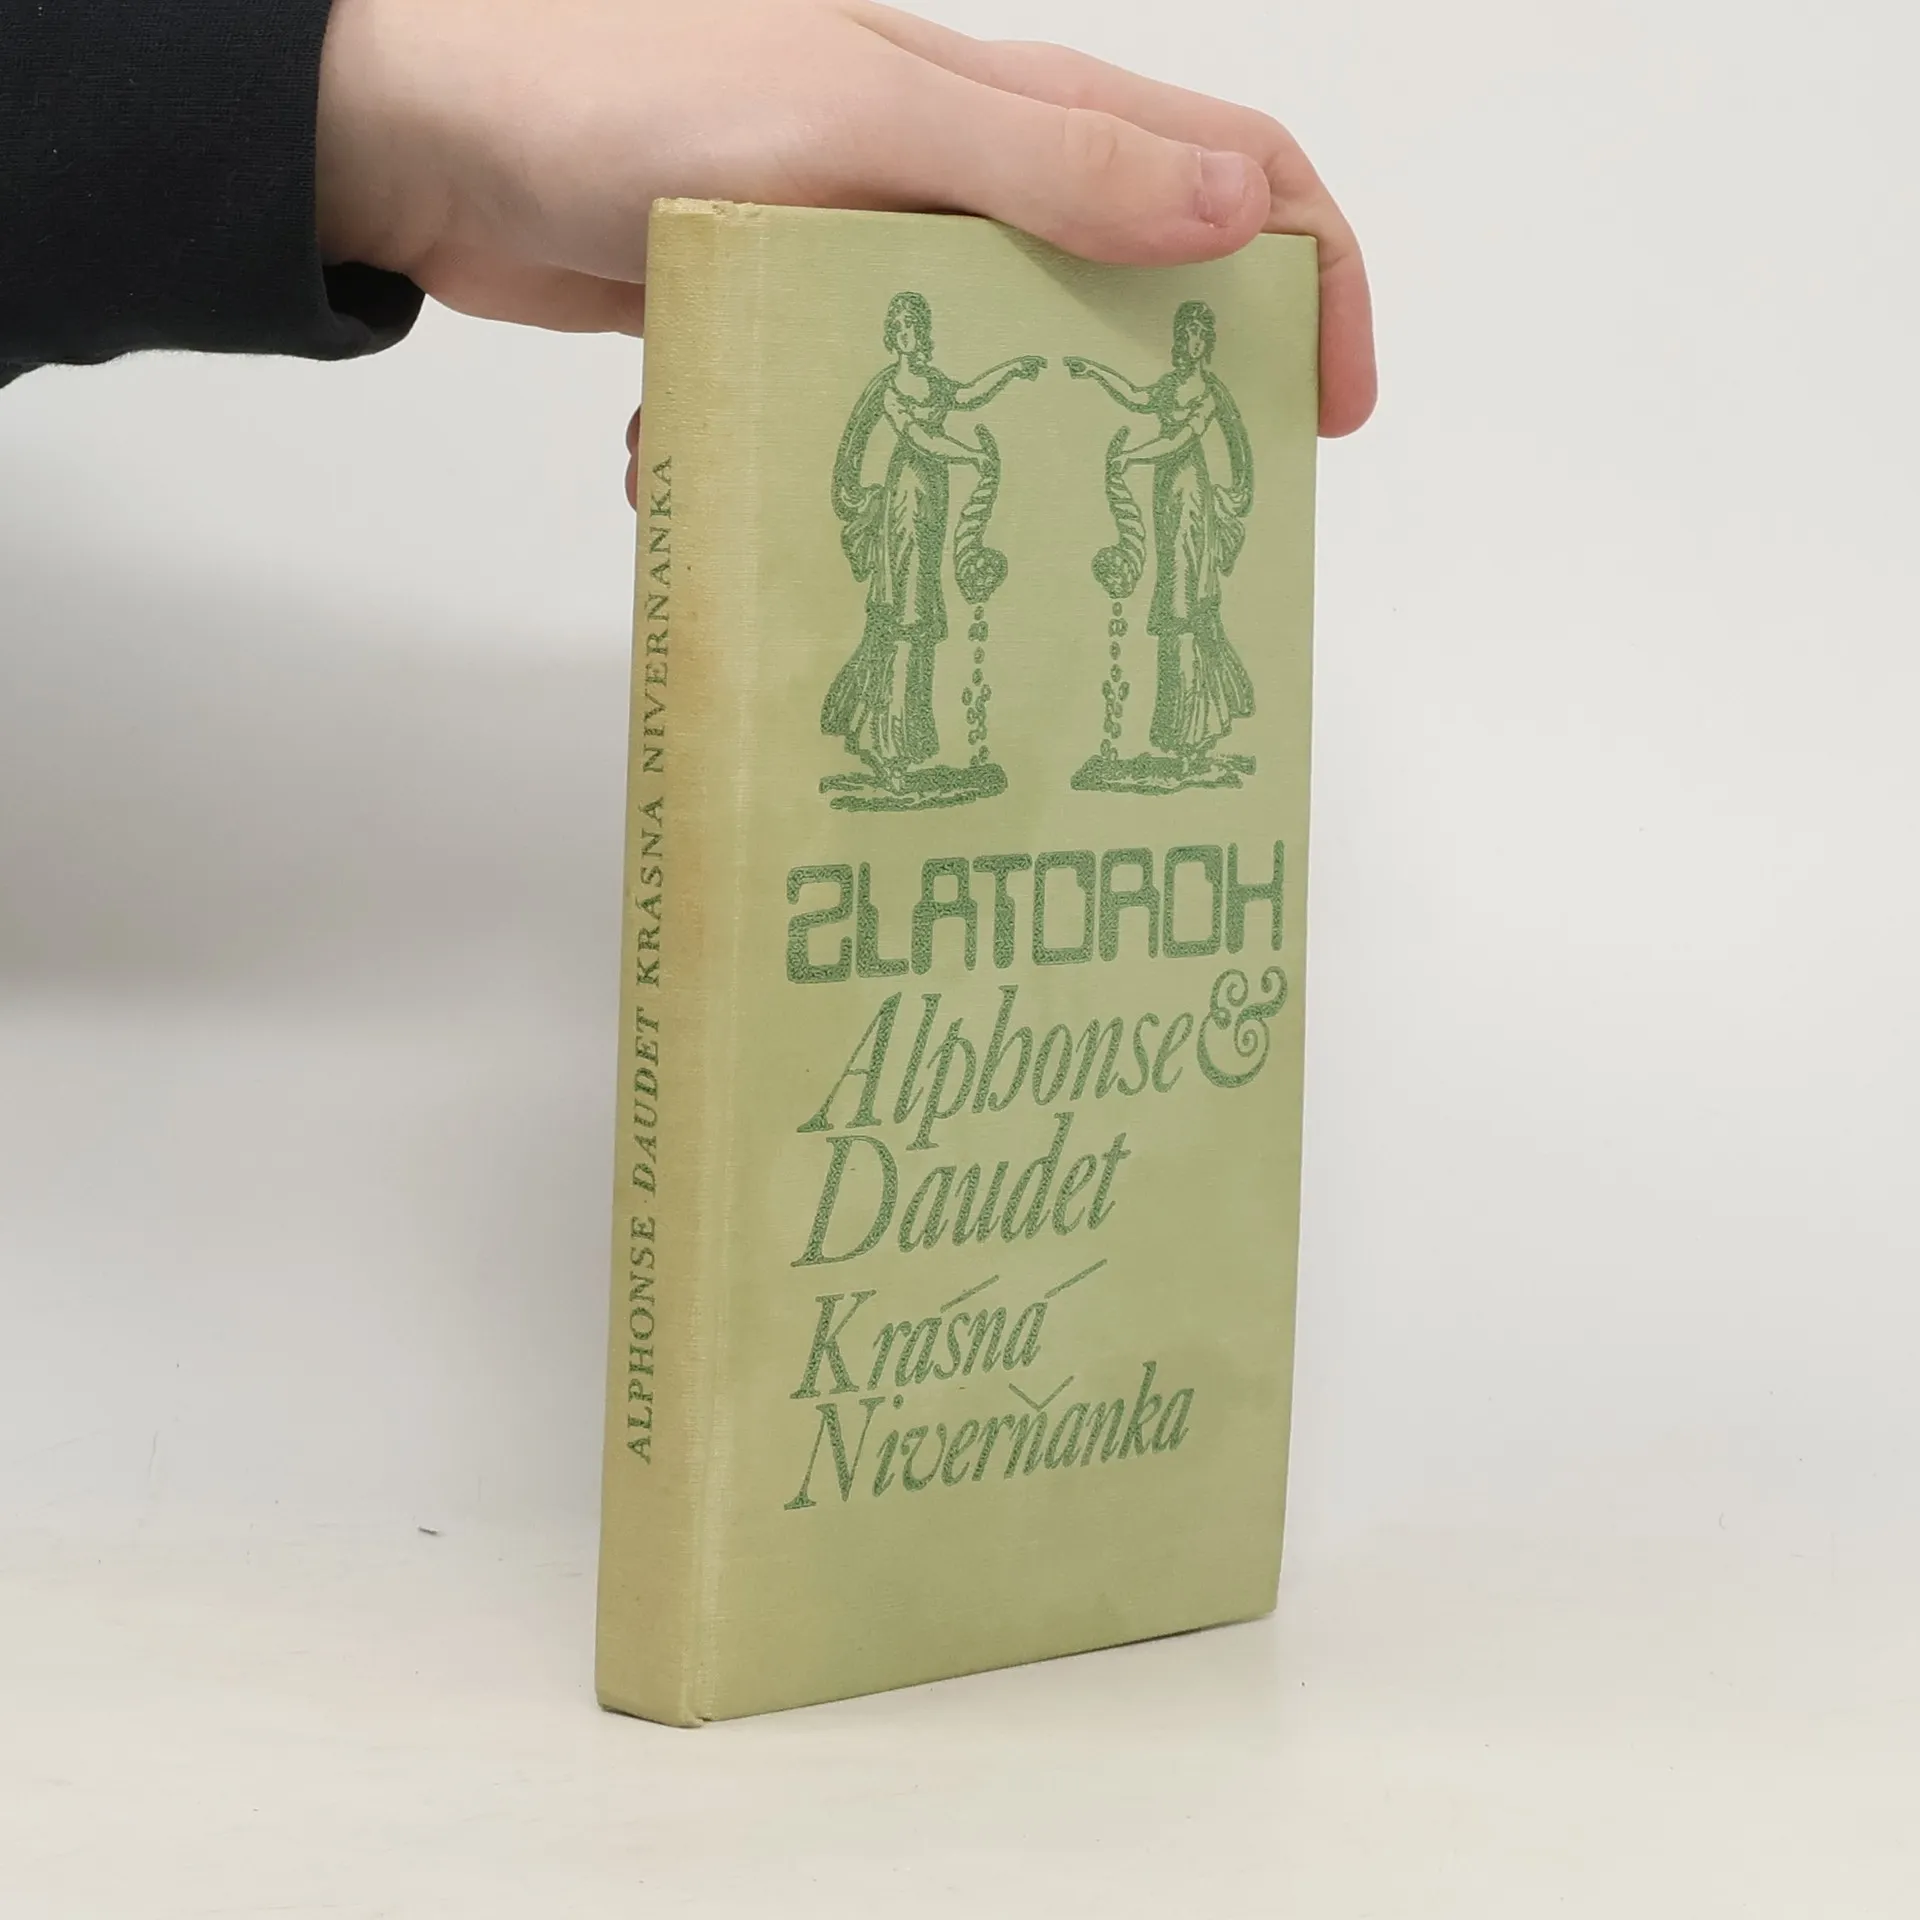 ALPHONSE DAUDET KRÁSNÁ NIVERŇANKA
ZLATOROH
Alphonse &
Daudet
Krásná
Niverňanka